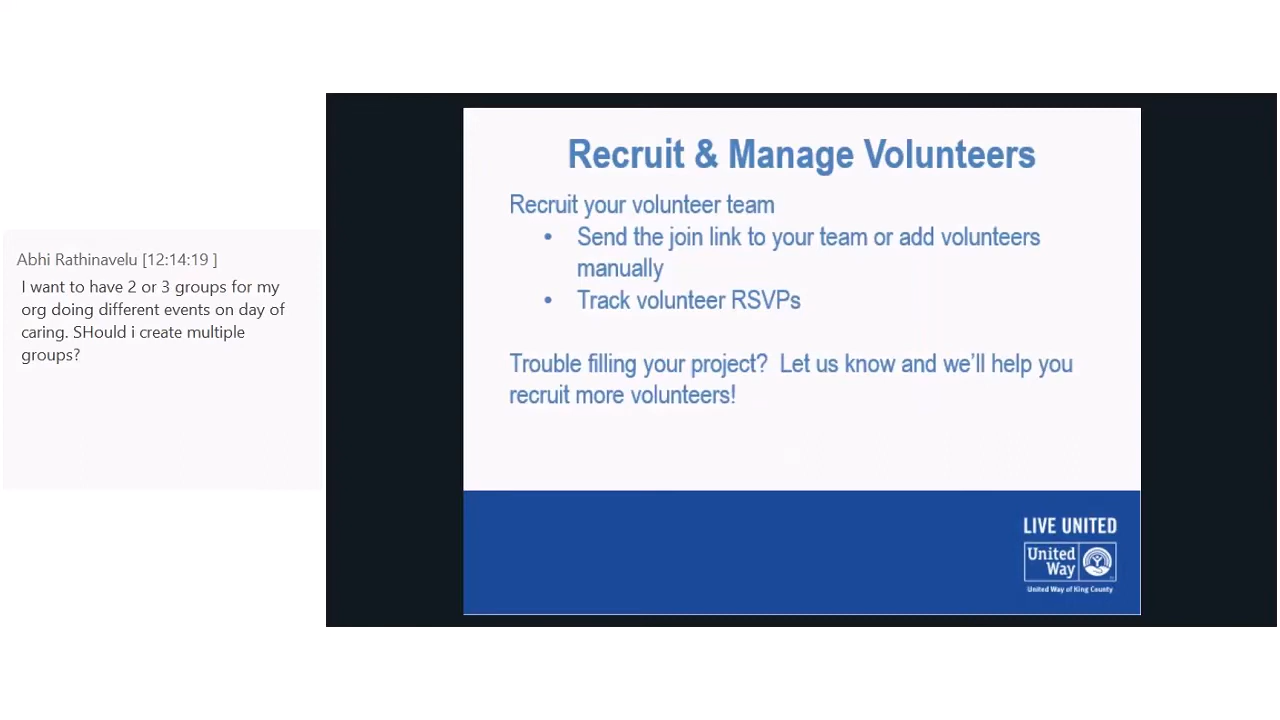 Abhi Rathinavelu [12:14:19 ]
I want to have 2 or 3 groups for my
org doing different events on day of
caring. SHould i create multiple
groups?
Recruit & Manage Volunteers
Recruit your volunteer team
• Send the join link to your team or add volunteers
manually
• Track volunteer RSVPs
Trouble filling your project? Let us know and we'll help you
recruit more volunteers!
LIVE UNITED
United
Way
United Way of King County